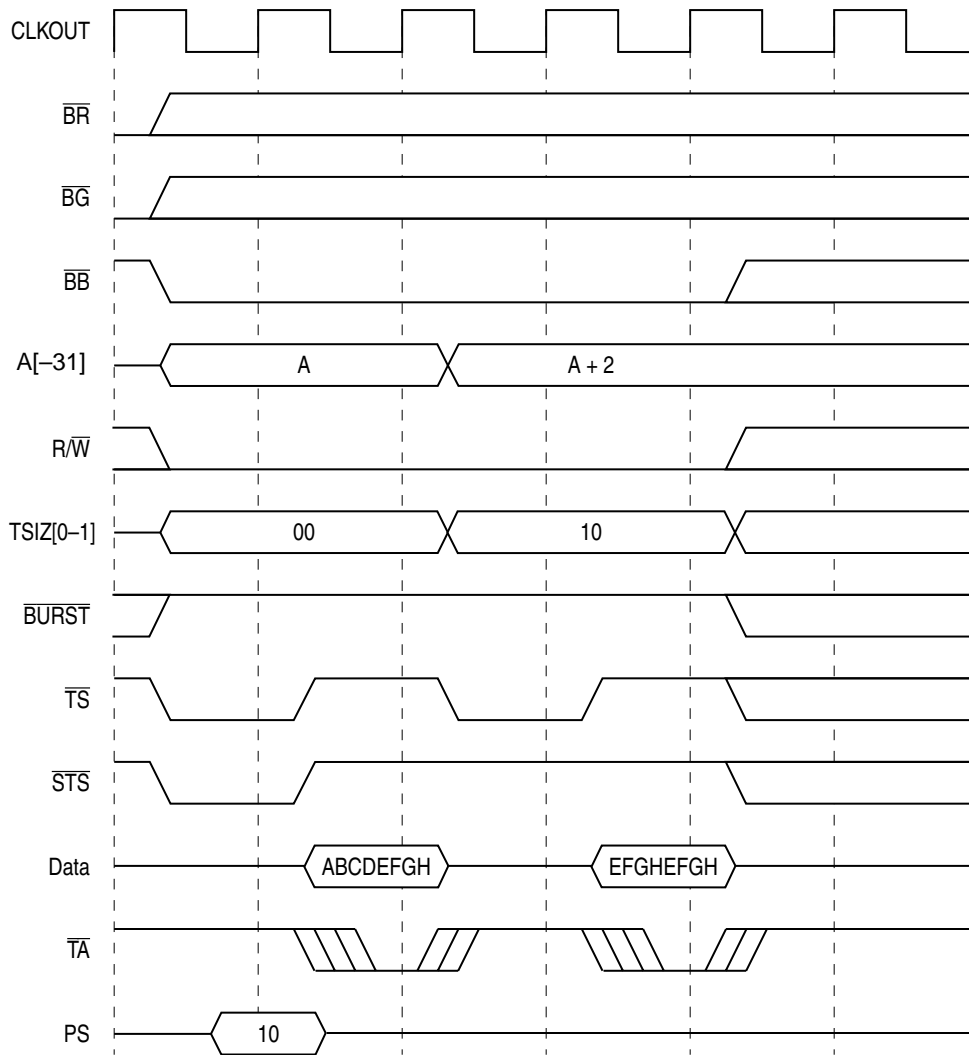 CLKOUT
BR
BG
BB
A[–31]
A
A + 2
R/W
TSIZ[0–1]
00
10
BURST
TS
STS
Data
ABCDEFGH
EFGHEFGH
TA
PS
10